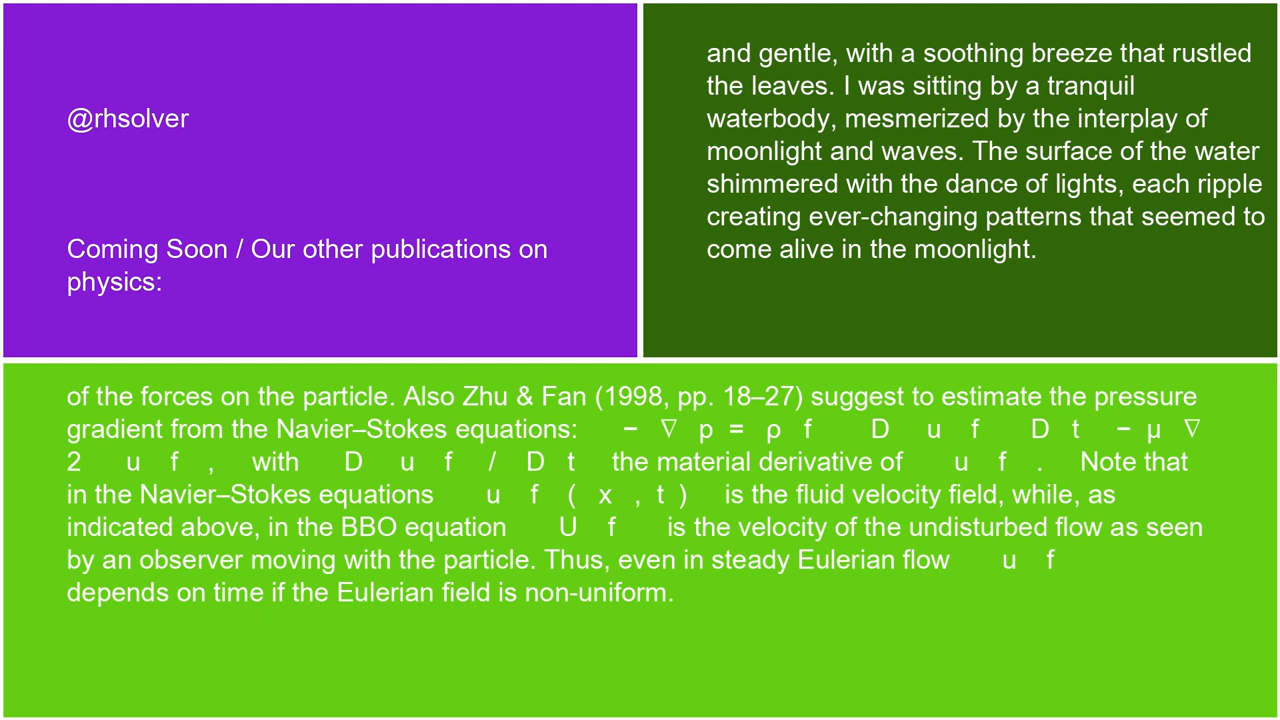 @rhsolver
Coming Soon / Our other publications on
physics:
and gentle, with a soothing breeze that rustled
the leaves. I was sitting by a tranquil
waterbody, mesmerized by the interplay of
moonlight and waves. The surface of the water
shimmered with the dance of lights, each ripple
creating ever-changing patterns that seemed to
come alive in the moonlight.
of the forces on the particle. Also Zhu & Fan (1998, pp. 18–27) suggest to estimate the pressure
gradient from the Navier–Stokes equations: − ∇ p = ρ f D u f D t − μ ∇
2 u f , with D u f / D t the material derivative of u f . Note that
in the Navier–Stokes equations u f ( x , t ) is the fluid velocity field, while, as
indicated above, in the BBO equation U f is the velocity of the undisturbed flow as seen
by an observer moving with the particle. Thus, even in steady Eulerian flow u f
depends on time if the Eulerian field is non-uniform.